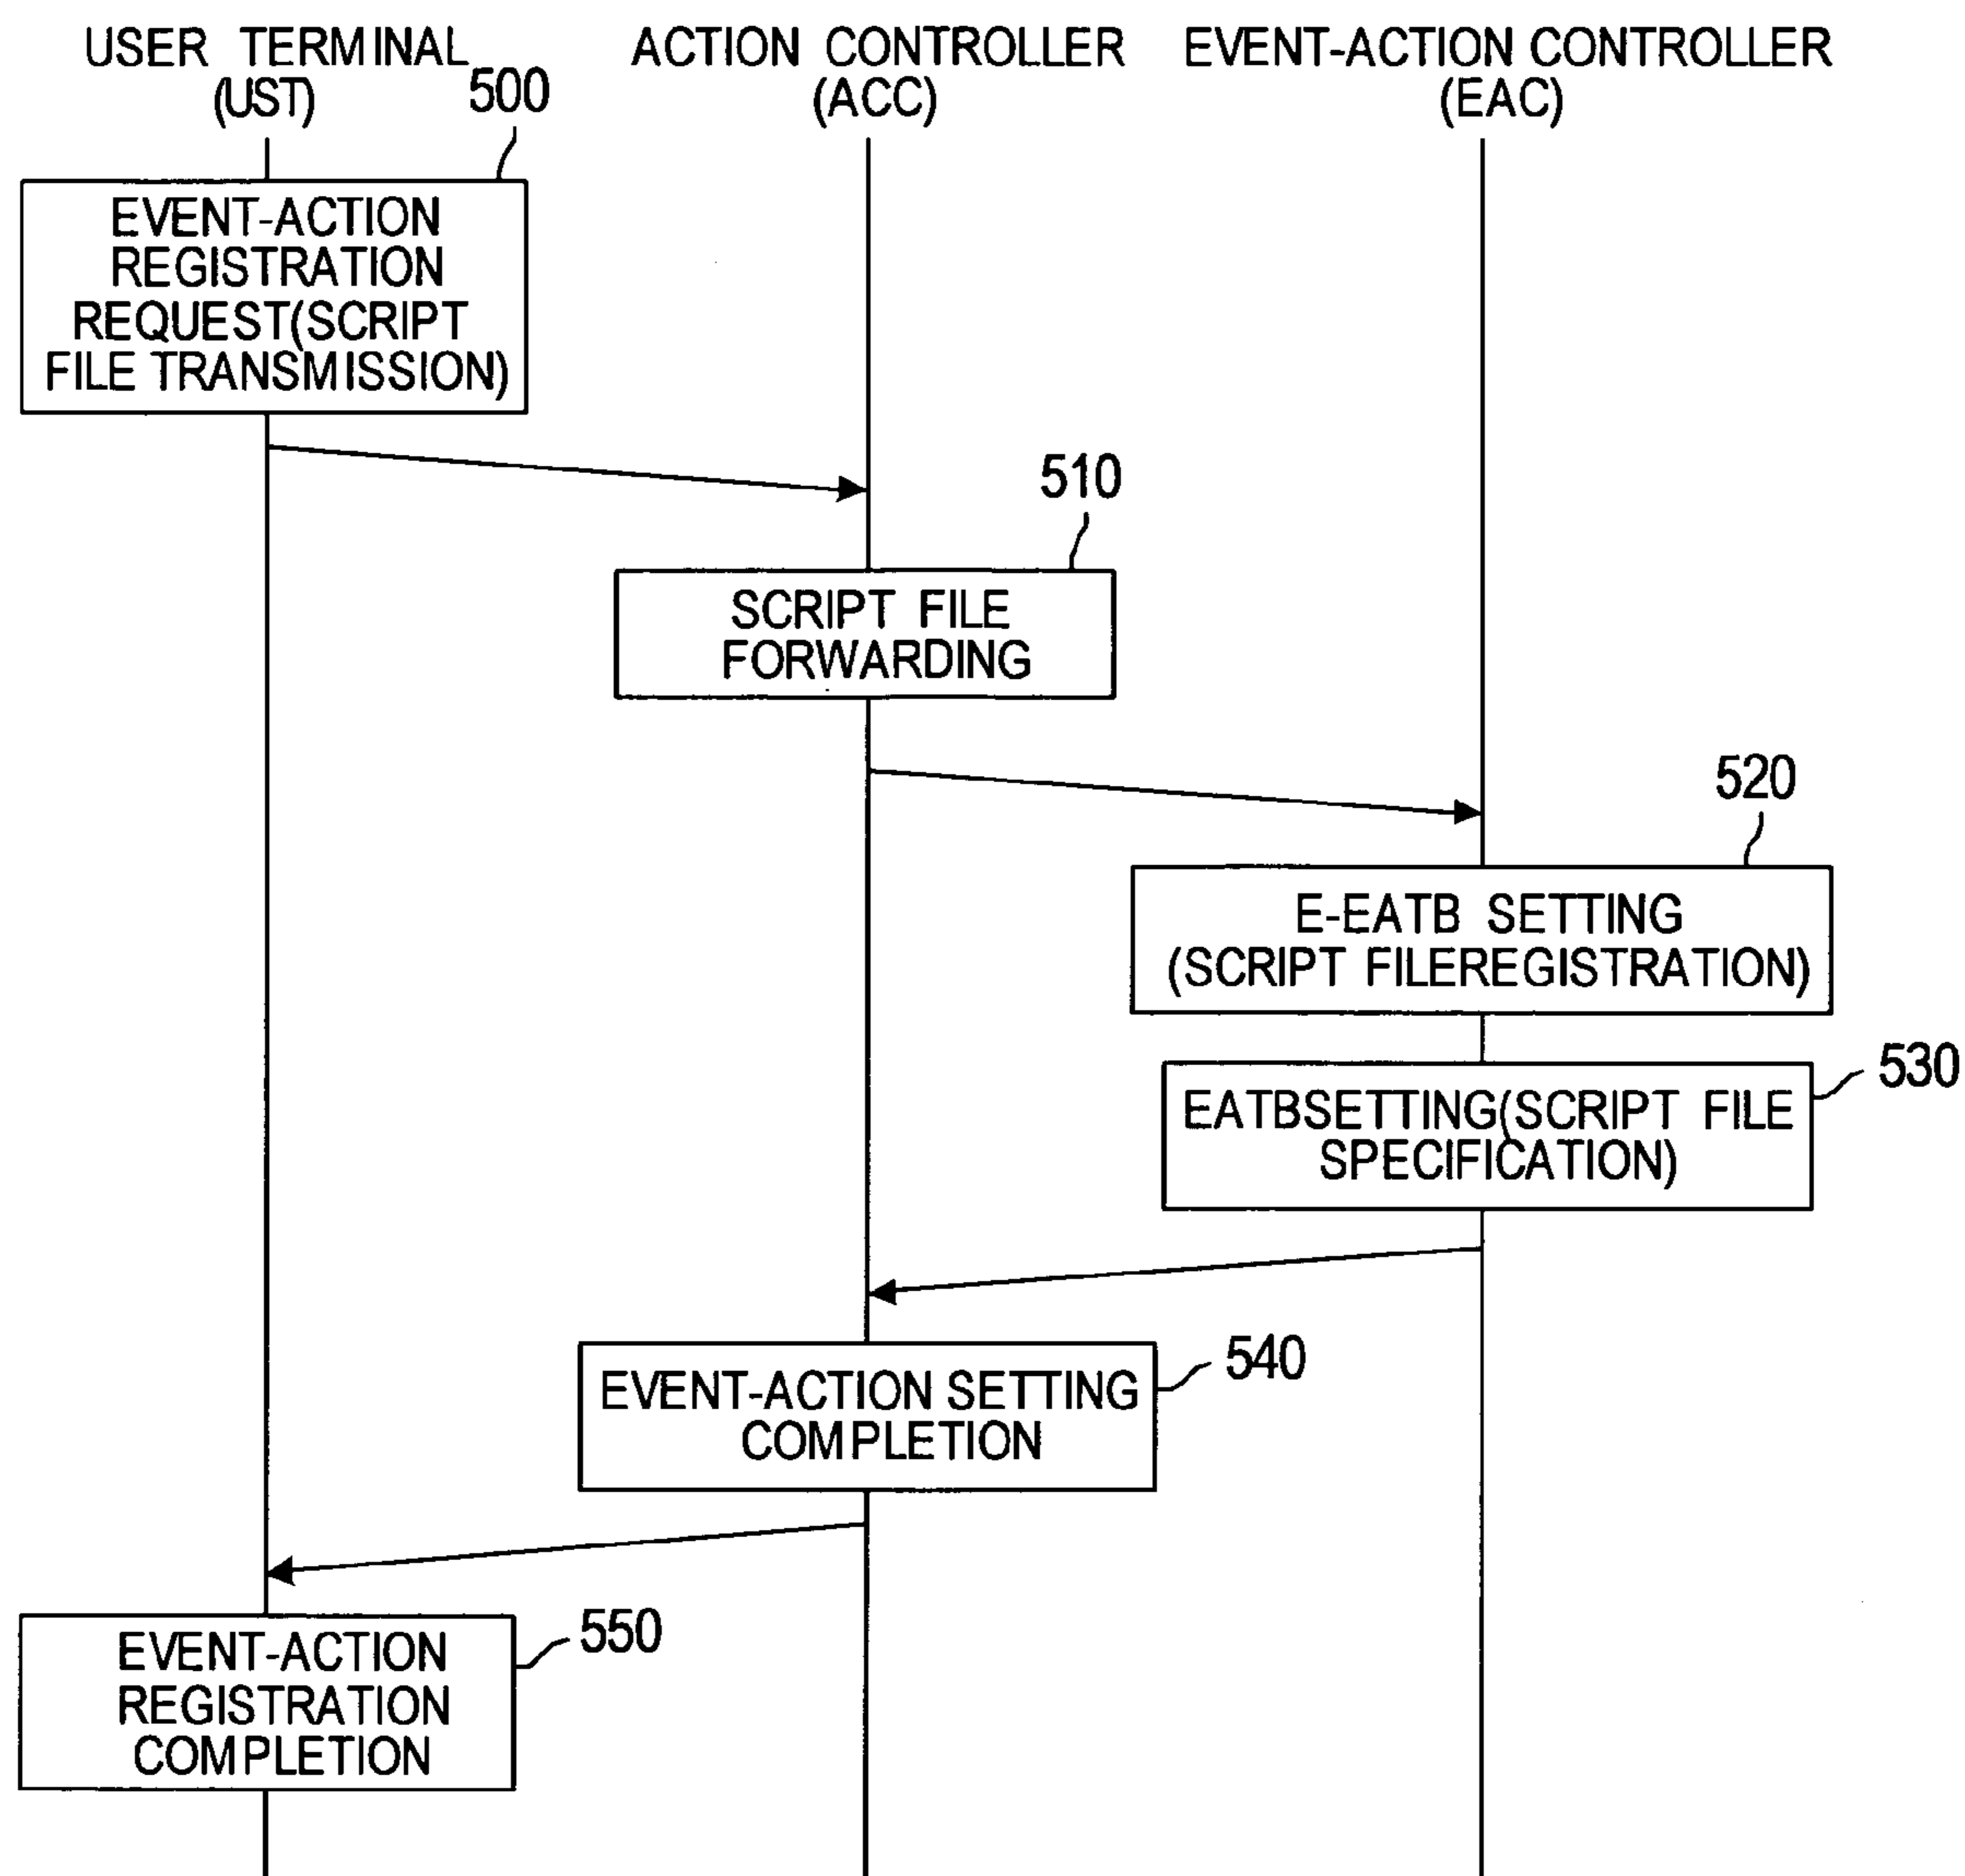 USER TERMINAL
(UST)
ACTION CONTROLLER
(ACC)
EVENT-ACTION CONTROLLER
(EAC)
500
EVENT-ACTION
REGISTRATION
REQUEST(SCRIPT
FILE TRANSMISSION)
510
SCRIPT FILE
FORWARDING
520
E-EATB SETTING
(SCRIPT FILEREGISTRATION)
530
EATBSETTING(SCRIPT FILE
SPECIFICATION)
540
EVENT-ACTION SETTING
COMPLETION
550
EVENT-ACTION
REGISTRATION
COMPLETION